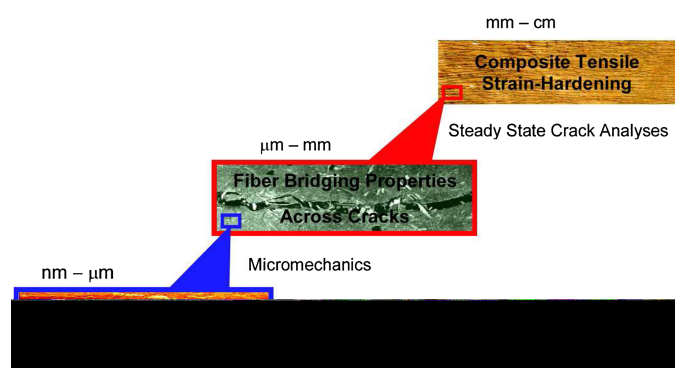 mm – cm
Composite Tensile
Strain-Hardening
Steady State Crack Analyses
μm – mm
Fiber Bridging Properties
Across Cracks
Micromechanics
nm – μm